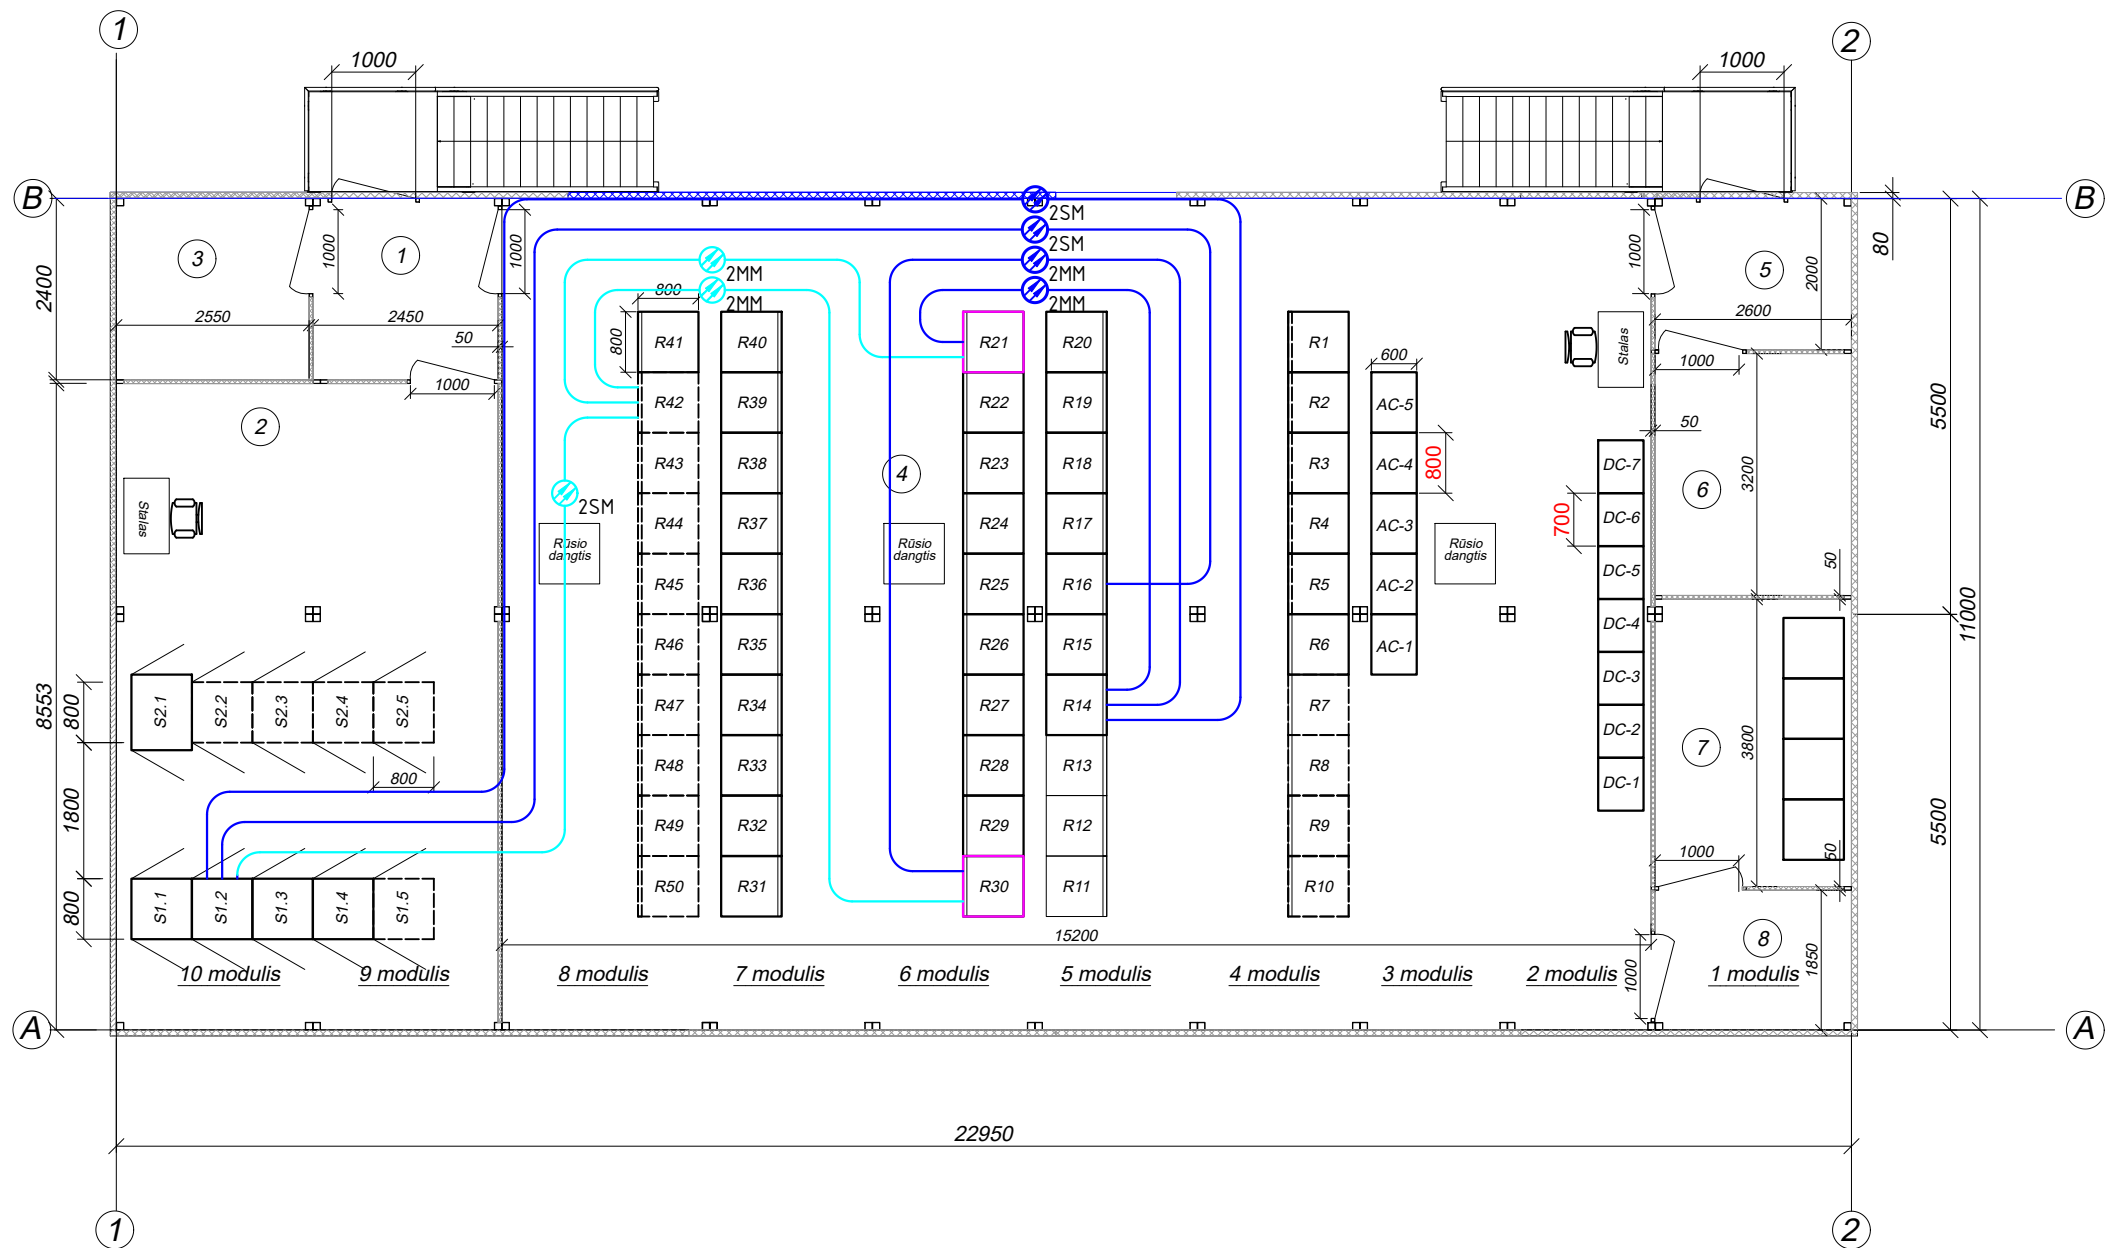 1
2
1000
1000
B
B
2SM
2SM
2MM
2MM
2MM
2MM
3
1
5
1000
1000
1000
2000
80
2400
2550
2450
50
800
800
2600
1000
1000
50
2
4
6
7
8
Stalas
Stalas
R41
R42
R43
R44
R45
R46
R47
R48
R49
R50
R40
R39
R38
R37
R36
R35
R34
R33
R32
R31
R21
R22
R23
R24
R25
R26
R27
R28
R29
R30
R20
R19
R18
R17
R16
R15
R14
R13
R12
R11
R1
R2
R3
R4
R5
R6
R7
R8
R9
R10
600
AC-5
AC-4
AC-3
AC-2
AC-1
800
700
DC-7
DC-6
DC-5
DC-4
DC-3
DC-2
DC-1
2SM
Rūsio
dangtis
Rūsio
dangtis
Rūsio
dangtis
3200
50
3800
50
1000
1000
1850
5500
5500
11000
8553
800
1800
800
800
S2.1
S2.2
S2.3
S2.4
S2.5
S1.1
S1.2
S1.3
S1.4
S1.5
15200
10 modulis
9 modulis
8 modulis
7 modulis
6 modulis
5 modulis
4 modulis
3 modulis
2 modulis
1 modulis
A
A
22950
1
2